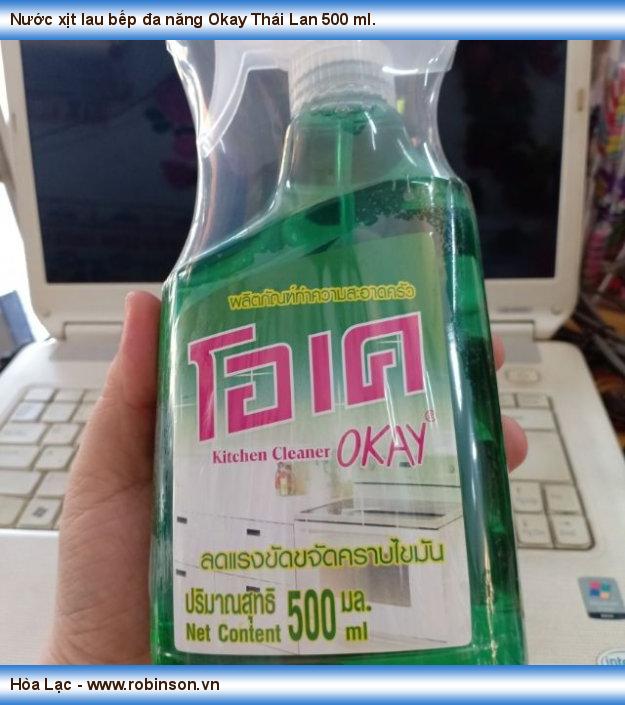 Nước xịt lau bếp đa năng Okay Thái Lan 500 ml.
ผลิตภัณฑ์ทำความสะอาดครัว
โอเค
Kitchen Cleaner OKAY®
ลดแรงขัดขจัดคราบไขมัน
ปริมาณสุทธิ 500 มล.
Net Content 500 ml
Hòa Lạc - www.robinson.vn